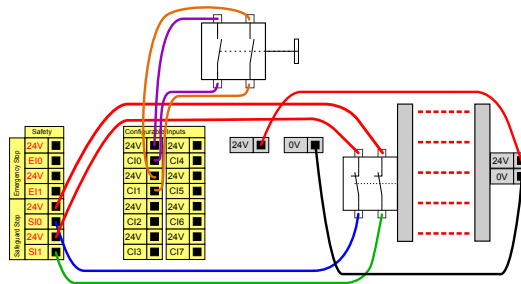 Safety
Emergency Stop
24V
EI0
24V
EI1
Safeguard Stop
24V
SI0
24V
SI1
Configurable Inputs
24V 24V
CI0 CI4
24V 24V
CI1 CI5
24V 24V
CI2 CI6
24V 24V
CI3 CI7
24V 0V
24V
0V